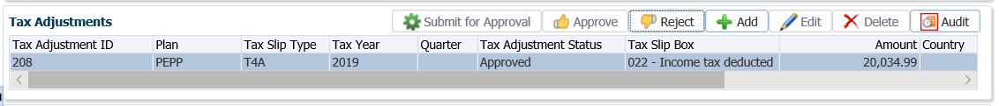 Tax Adjustments Submit for Approval Approve Reject Add Edit Delete Audit
Tax Adjustment ID Plan Tax Slip Type Tax Year Quarter Tax Adjustment Status Tax Slip Box Amount Country
208 PEPP T4A 2019 Approved 022 - Income tax deducted 20,034.99